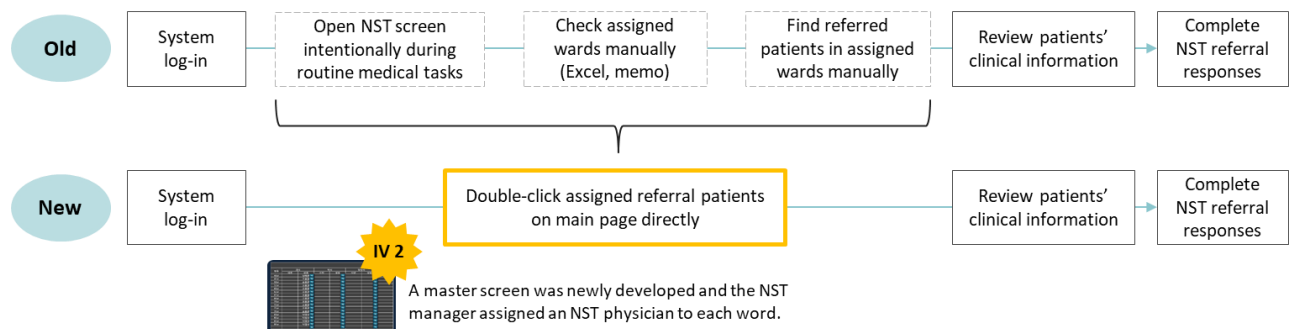 Old
System
log-in
Open NST screen
intentionally during
routine medical tasks
Check assigned
wards manually
(Excel, memo)
Find referred
patients in assigned
wards manually
Review patients’
clinical information
Complete
NST referral
responses
New
System
log-in
Double-click assigned referral patients
on main page directly
Review patients’
clinical information
Complete
NST referral
responses
IV 2
A master screen was newly developed and the NST
manager assigned an NST physician to each word.